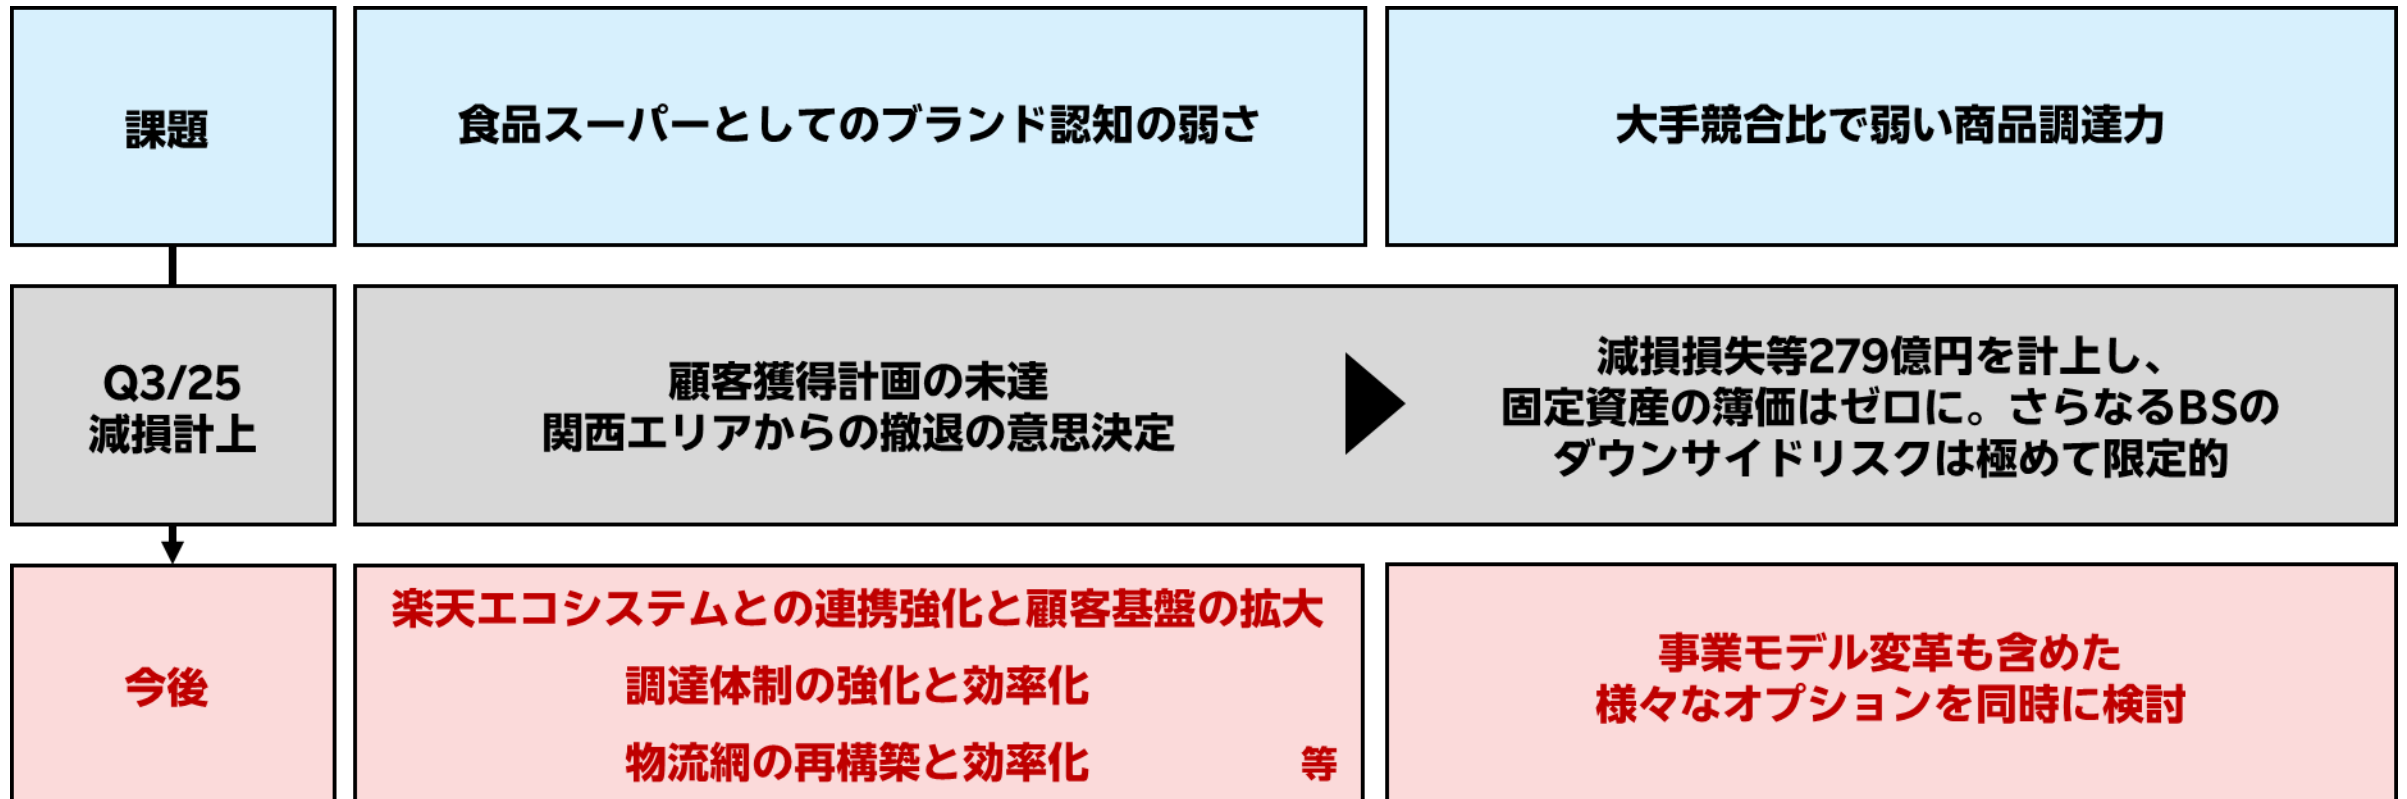 課題
食品スーパーとしてのブランド認知の弱さ
大手競合比で弱い商品調達力
Q3/25
減損計上
顧客獲得計画の未達
関西エリアからの撤退の意思決定
減損損失等279億円を計上し、
固定資産の簿価はゼロに。さらなるBSの
ダウンサイドリスクは極めて限定的
今後
楽天エコシステムとの連携強化と顧客基盤の拡大
調達体制の強化と効率化
物流網の再構築と効率化 等
事業モデル変革も含めた
様々なオプションを同時に検討